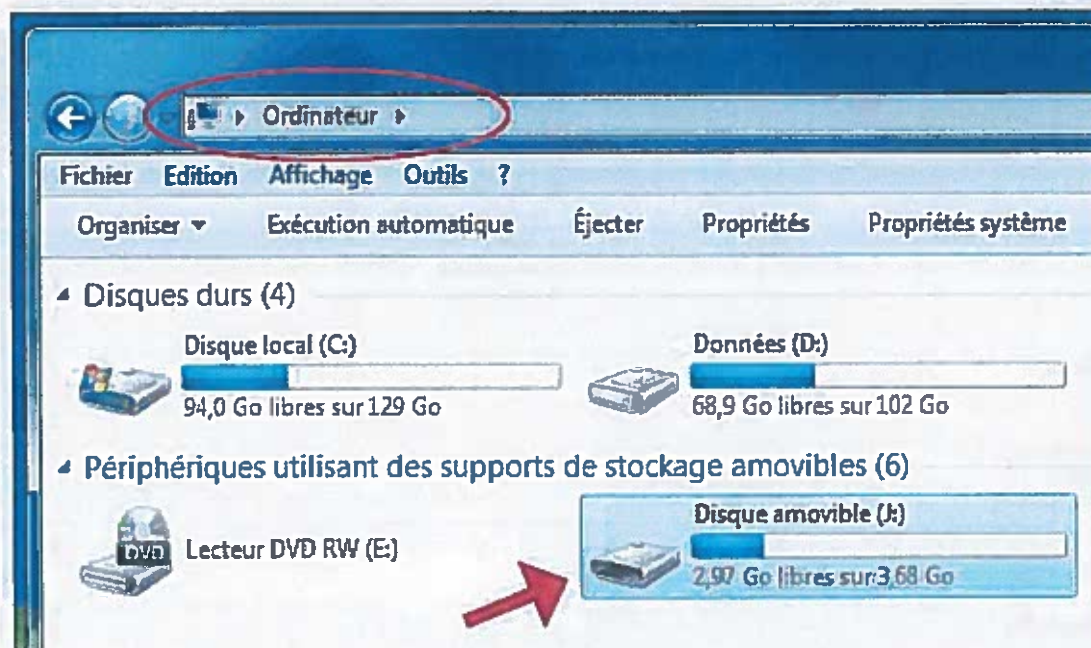 Ordinateur
Fichier Edition Affichage Outils ?
Organiser Exécution automatique Éjecter Propriétés Propriétés système
Disques durs (4)
Disque local (C:)
94,0 Go libres sur 129 Go
Données (D:)
68,9 Go libres sur 102 Go
Périphériques utilisant des supports de stockage amovibles (6)
DVD
Lecteur DVD RW (E:)
Disque amovible (J:)
2,97 Go libres sur 3,68 Go